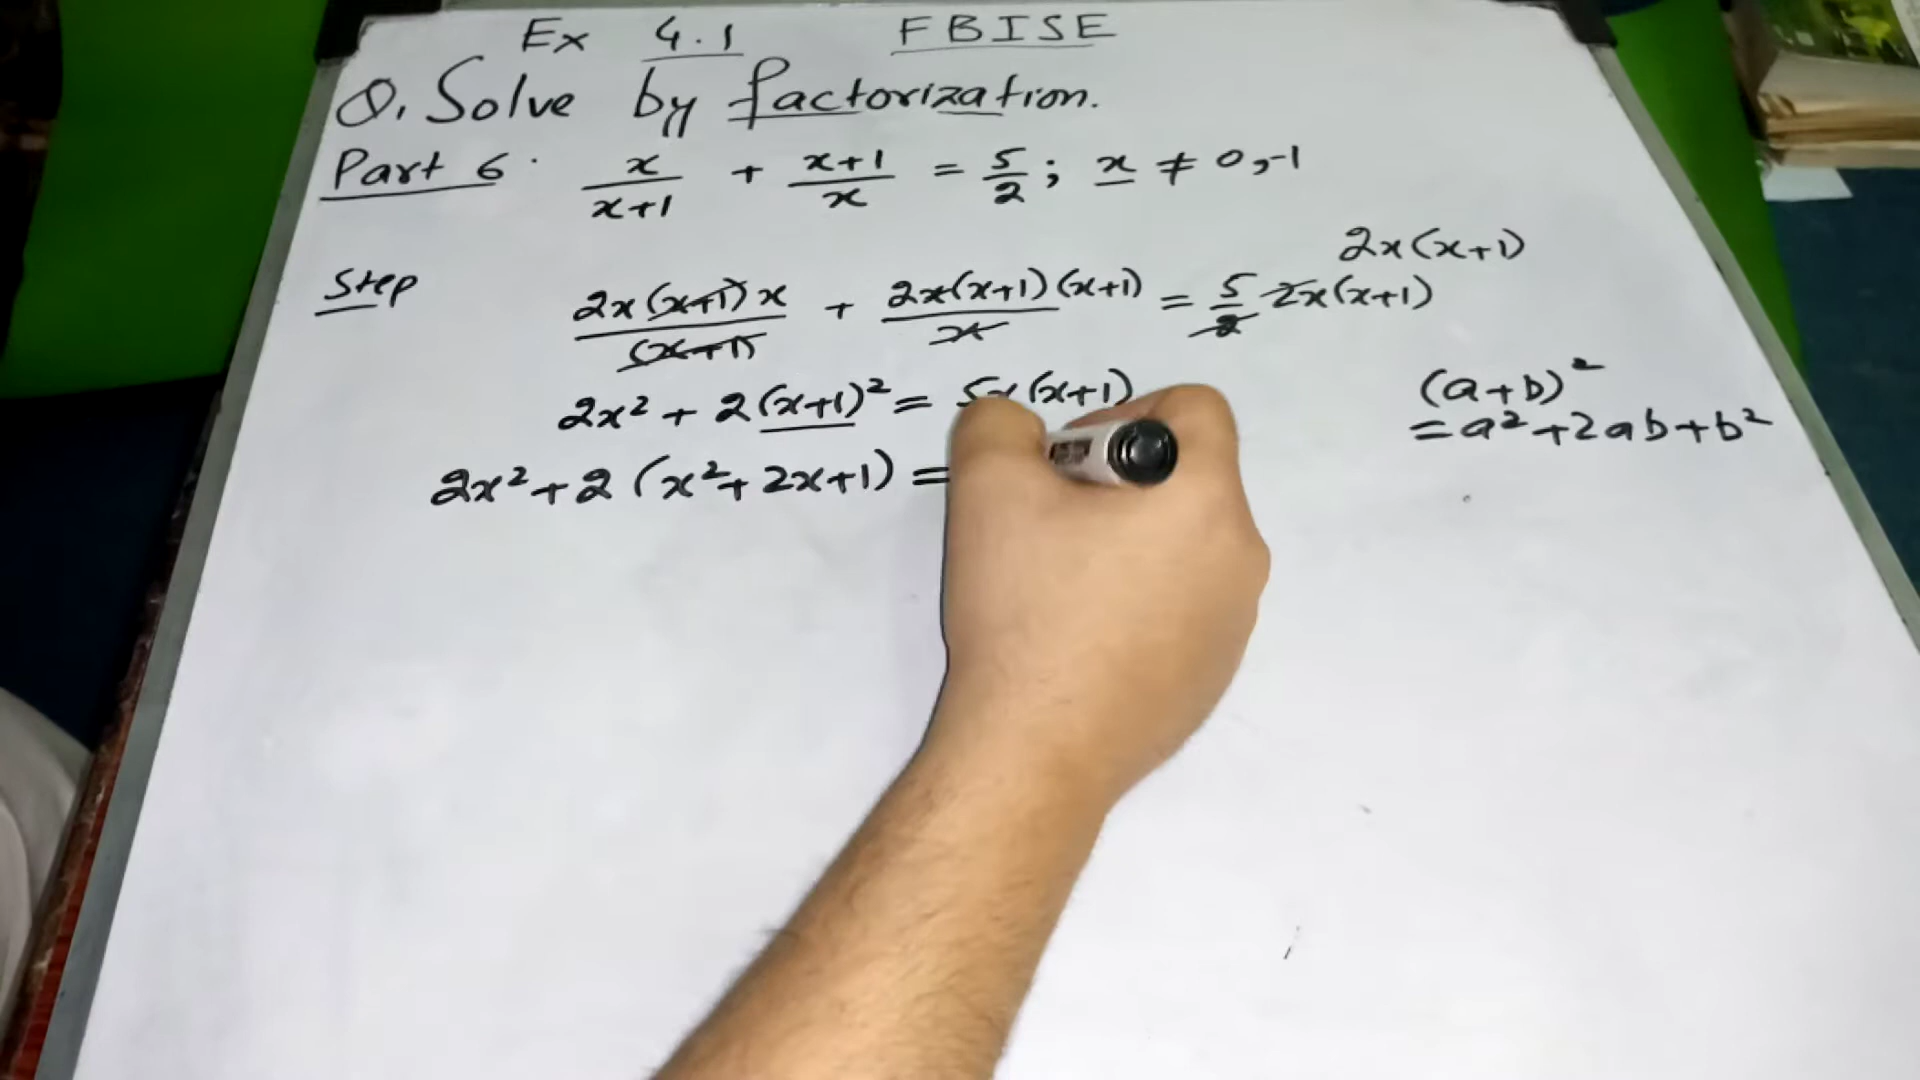 Ex 4.1 FBISE
Q. Solve by factorization.
Part 6. x/(x+1) + (x+1)/x = 5/2 ; x ≠ 0,-1
2x(x+1)
Step 2x(x+1)x/(x+1) + 2x(x+1)(x+1)/x = 5/2 2x(x+1)
2x² + 2(x+1)² = 5x(x+1)
(a+b)²
= a²+2ab+b²
2x²+2(x²+2x+1) =